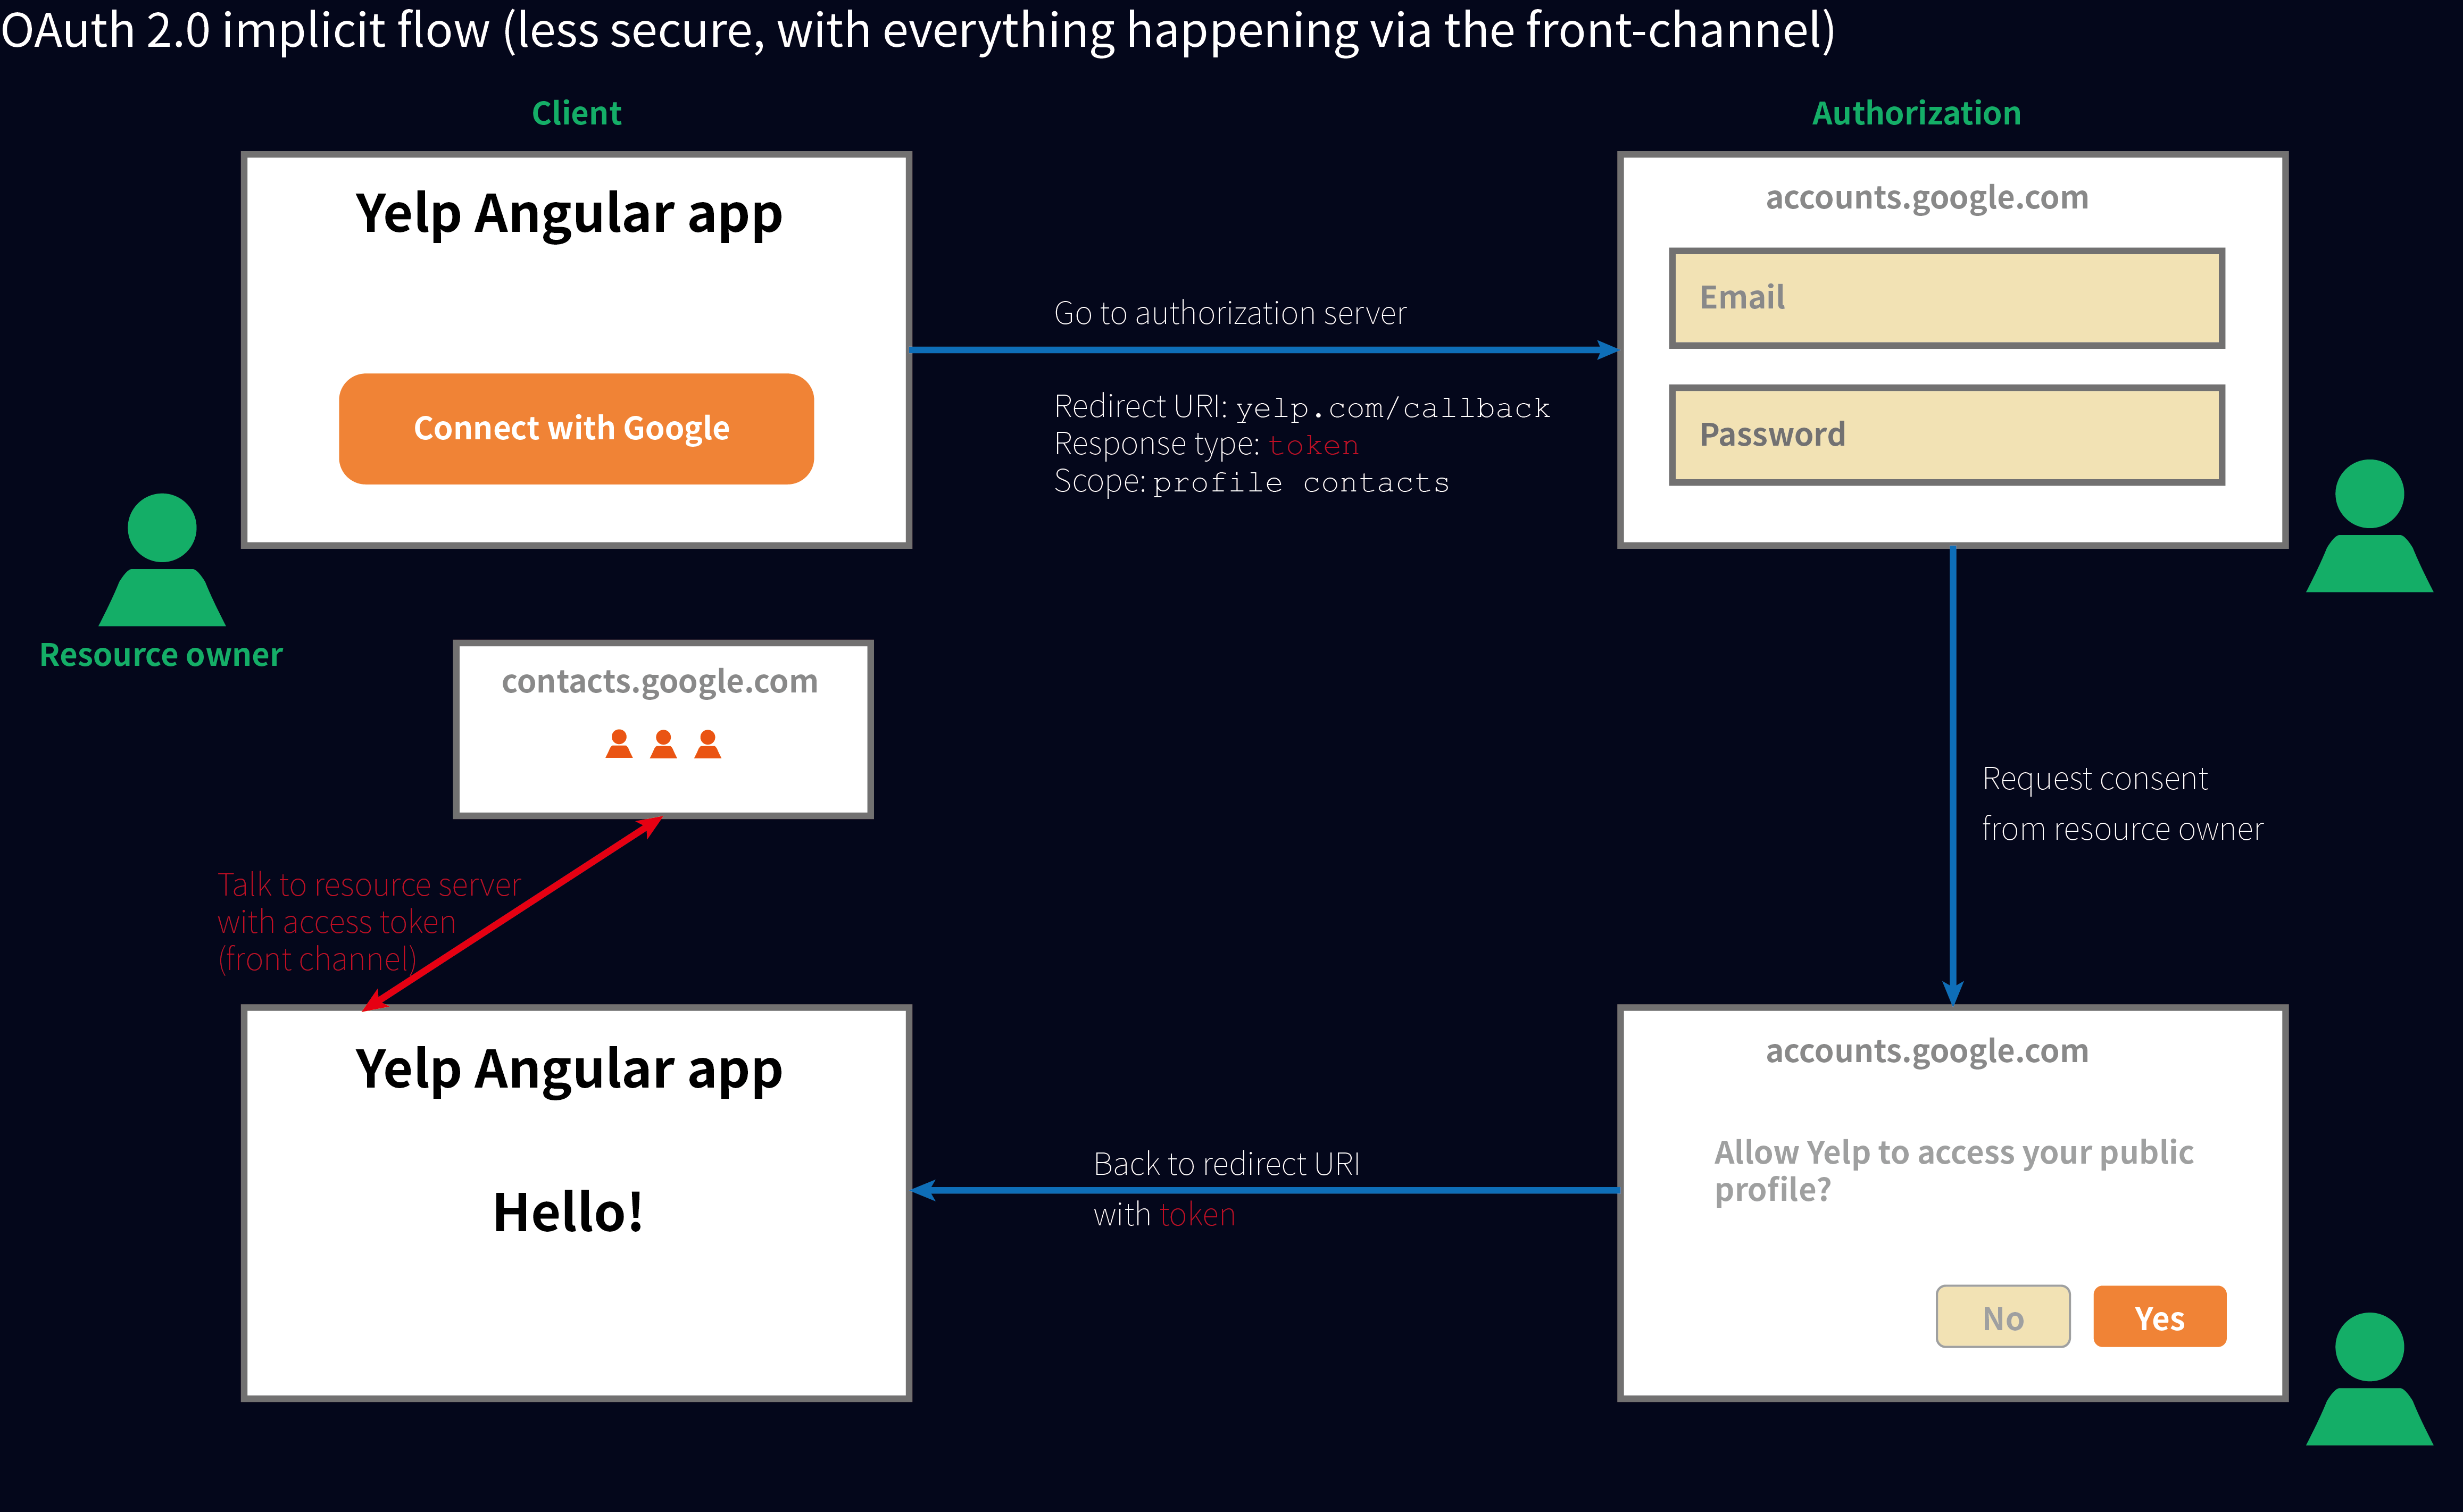 OAuth 2.0 implicit flow (less secure, with everything happening via the front-channel)
Client
Authorization
Yelp Angular app
Connect with Google
Go to authorization server
Redirect URI: yelp.com/callback
Response type: token
Scope: profile contacts
accounts.google.com
Email
Password
Resource owner
contacts.google.com
Talk to resource server
with access token
(front channel)
Request consent
from resource owner
Yelp Angular app
Hello!
Back to redirect URI
with token
accounts.google.com
Allow Yelp to access your public
profile?
No
Yes